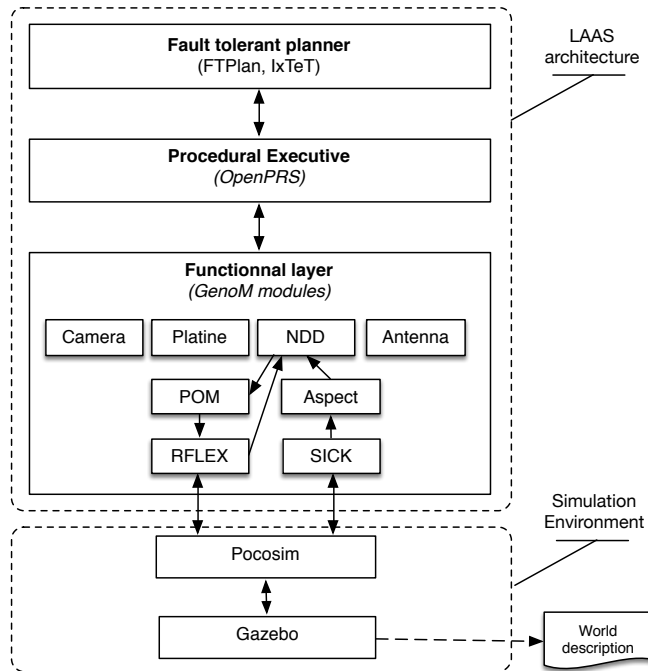 Fault tolerant planner
(FTPlan, IxTeT)
LAAS
architecture
Procedural Executive
(OpenPRS)
Functionnal layer
(GenoM modules)
Camera
Platine
NDD
Antenna
POM
Aspect
RFLEX
SICK
Simulation
Environment
Pocosim
Gazebo
World
description